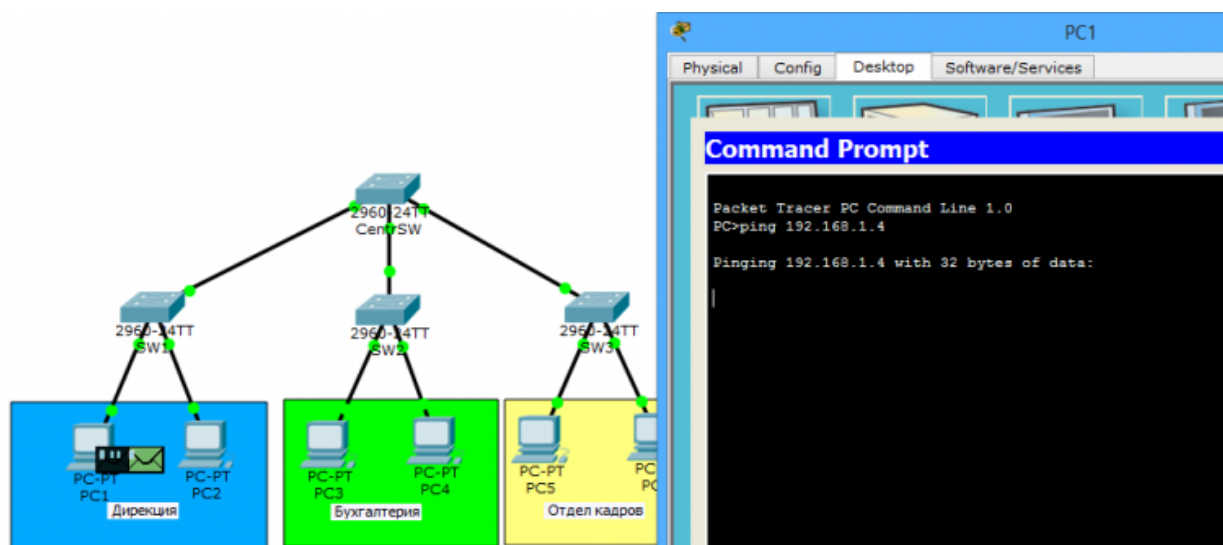 PC1
Physical
Config
Desktop
Software/Services
Command Prompt
Packet Tracer PC Command Line 1.0
PC>ping 192.168.1.4
Pinging 192.168.1.4 with 32 bytes of data:
2960-24TT
CentrSW
2960-24TT
SW1
2960-24TT
SW2
2960-24TT
SW3
PC-PT
PC1
PC-PT
PC2
Дирекция
PC-PT
PC3
PC-PT
PC4
Бухгалтерия
PC-PT
PC5
Отдел кадров